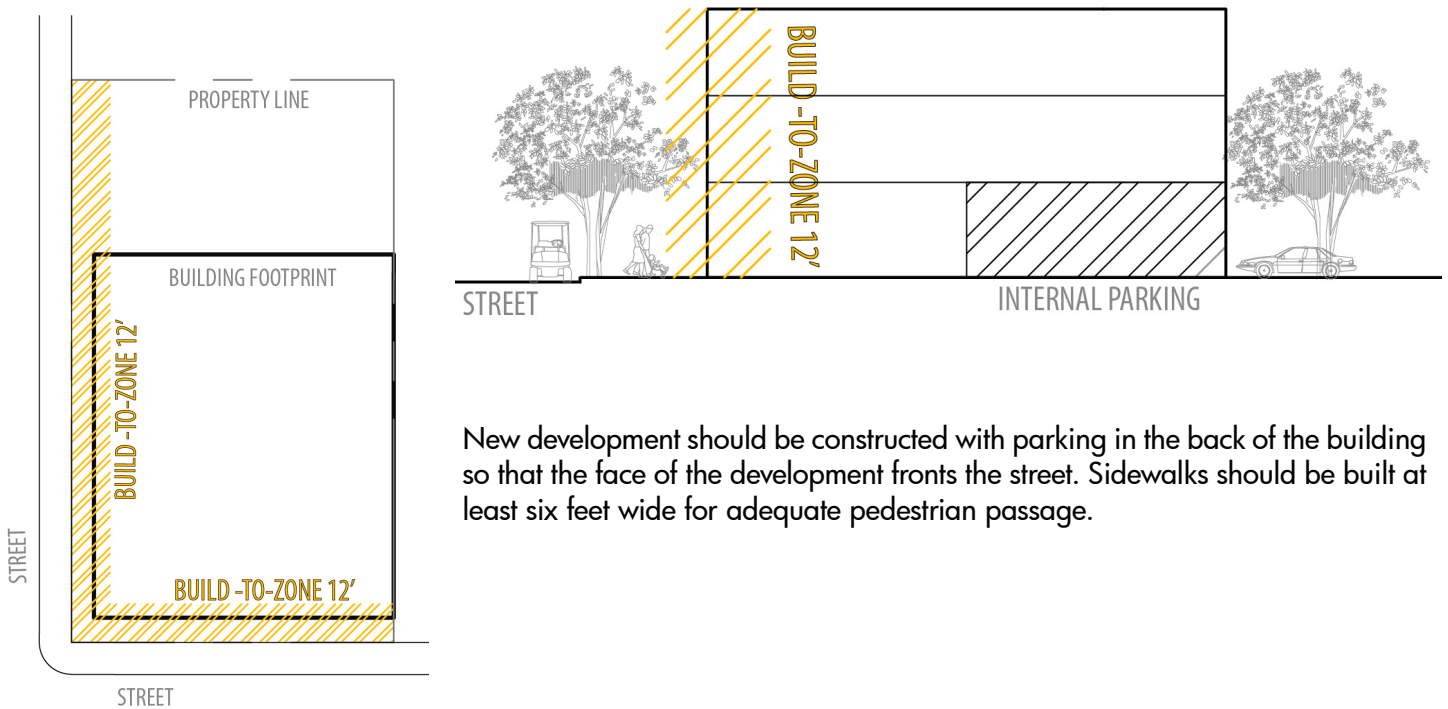 PROPERTY LINE
BUILDING FOOTPRINT
BUILD -TO-ZONE 12’
BUILD -TO-ZONE 12’
STREET
STREET
BUILD -TO-ZONE 12’
STREET
INTERNAL PARKING
New development should be constructed with parking in the back of the building
so that the face of the development fronts the street. Sidewalks should be built at
least six feet wide for adequate pedestrian passage.